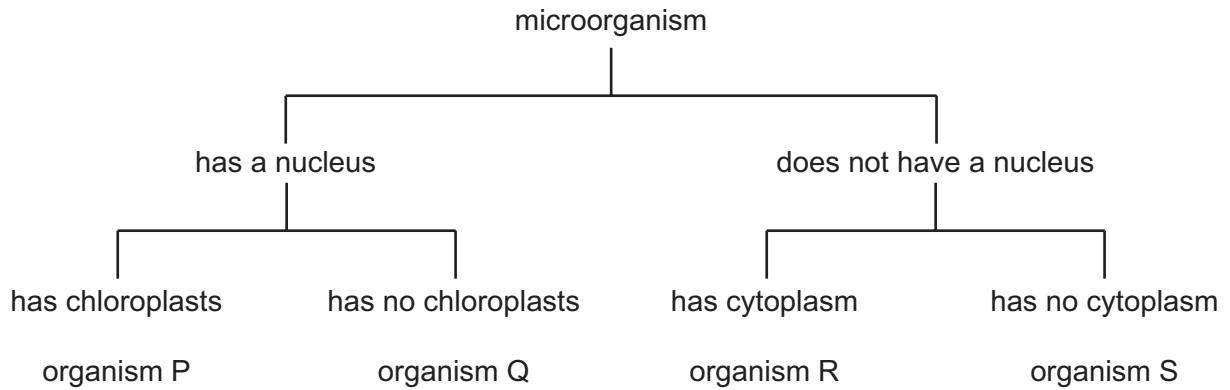 microorganism
has a nucleus does not have a nucleus
has chloroplasts has no chloroplasts has cytoplasm has no cytoplasm
organism P organism Q organism R organism S